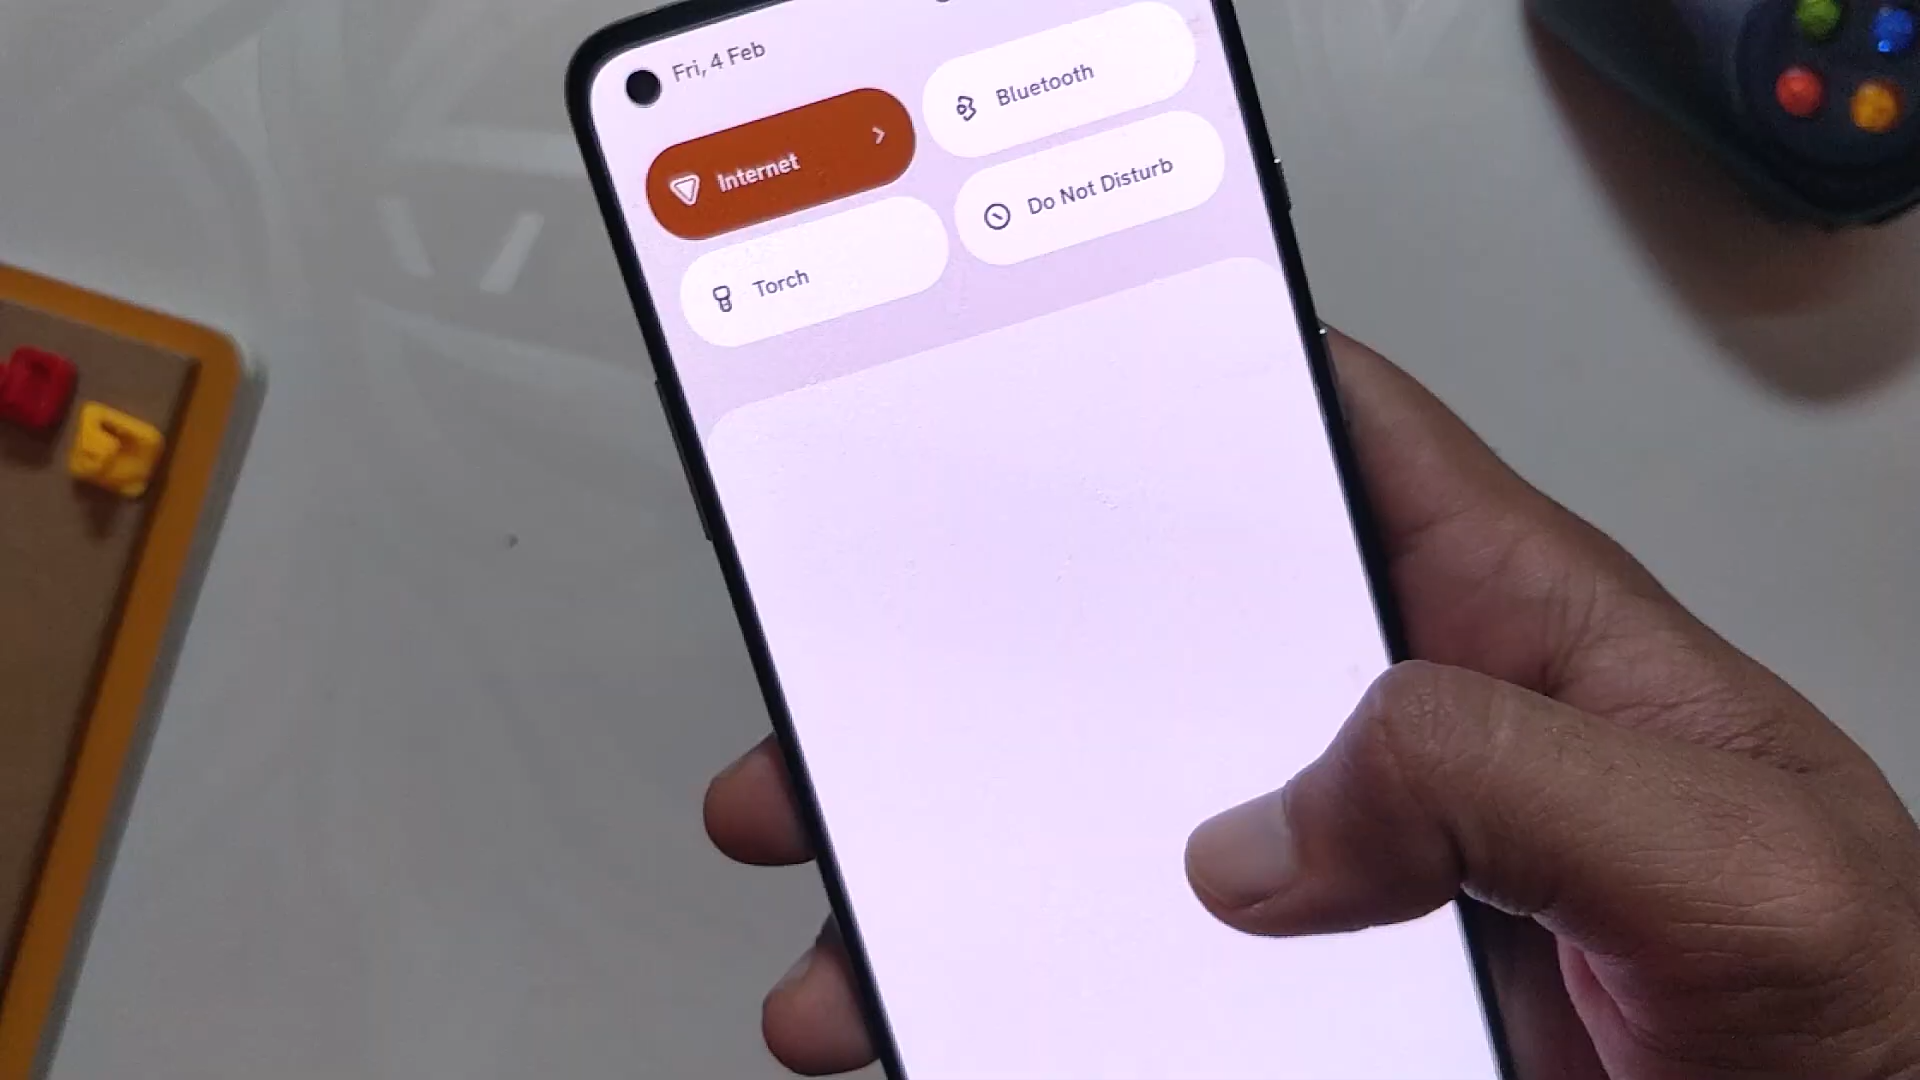 Fri, 4 Feb
Internet
Bluetooth
Torch
Do Not Disturb